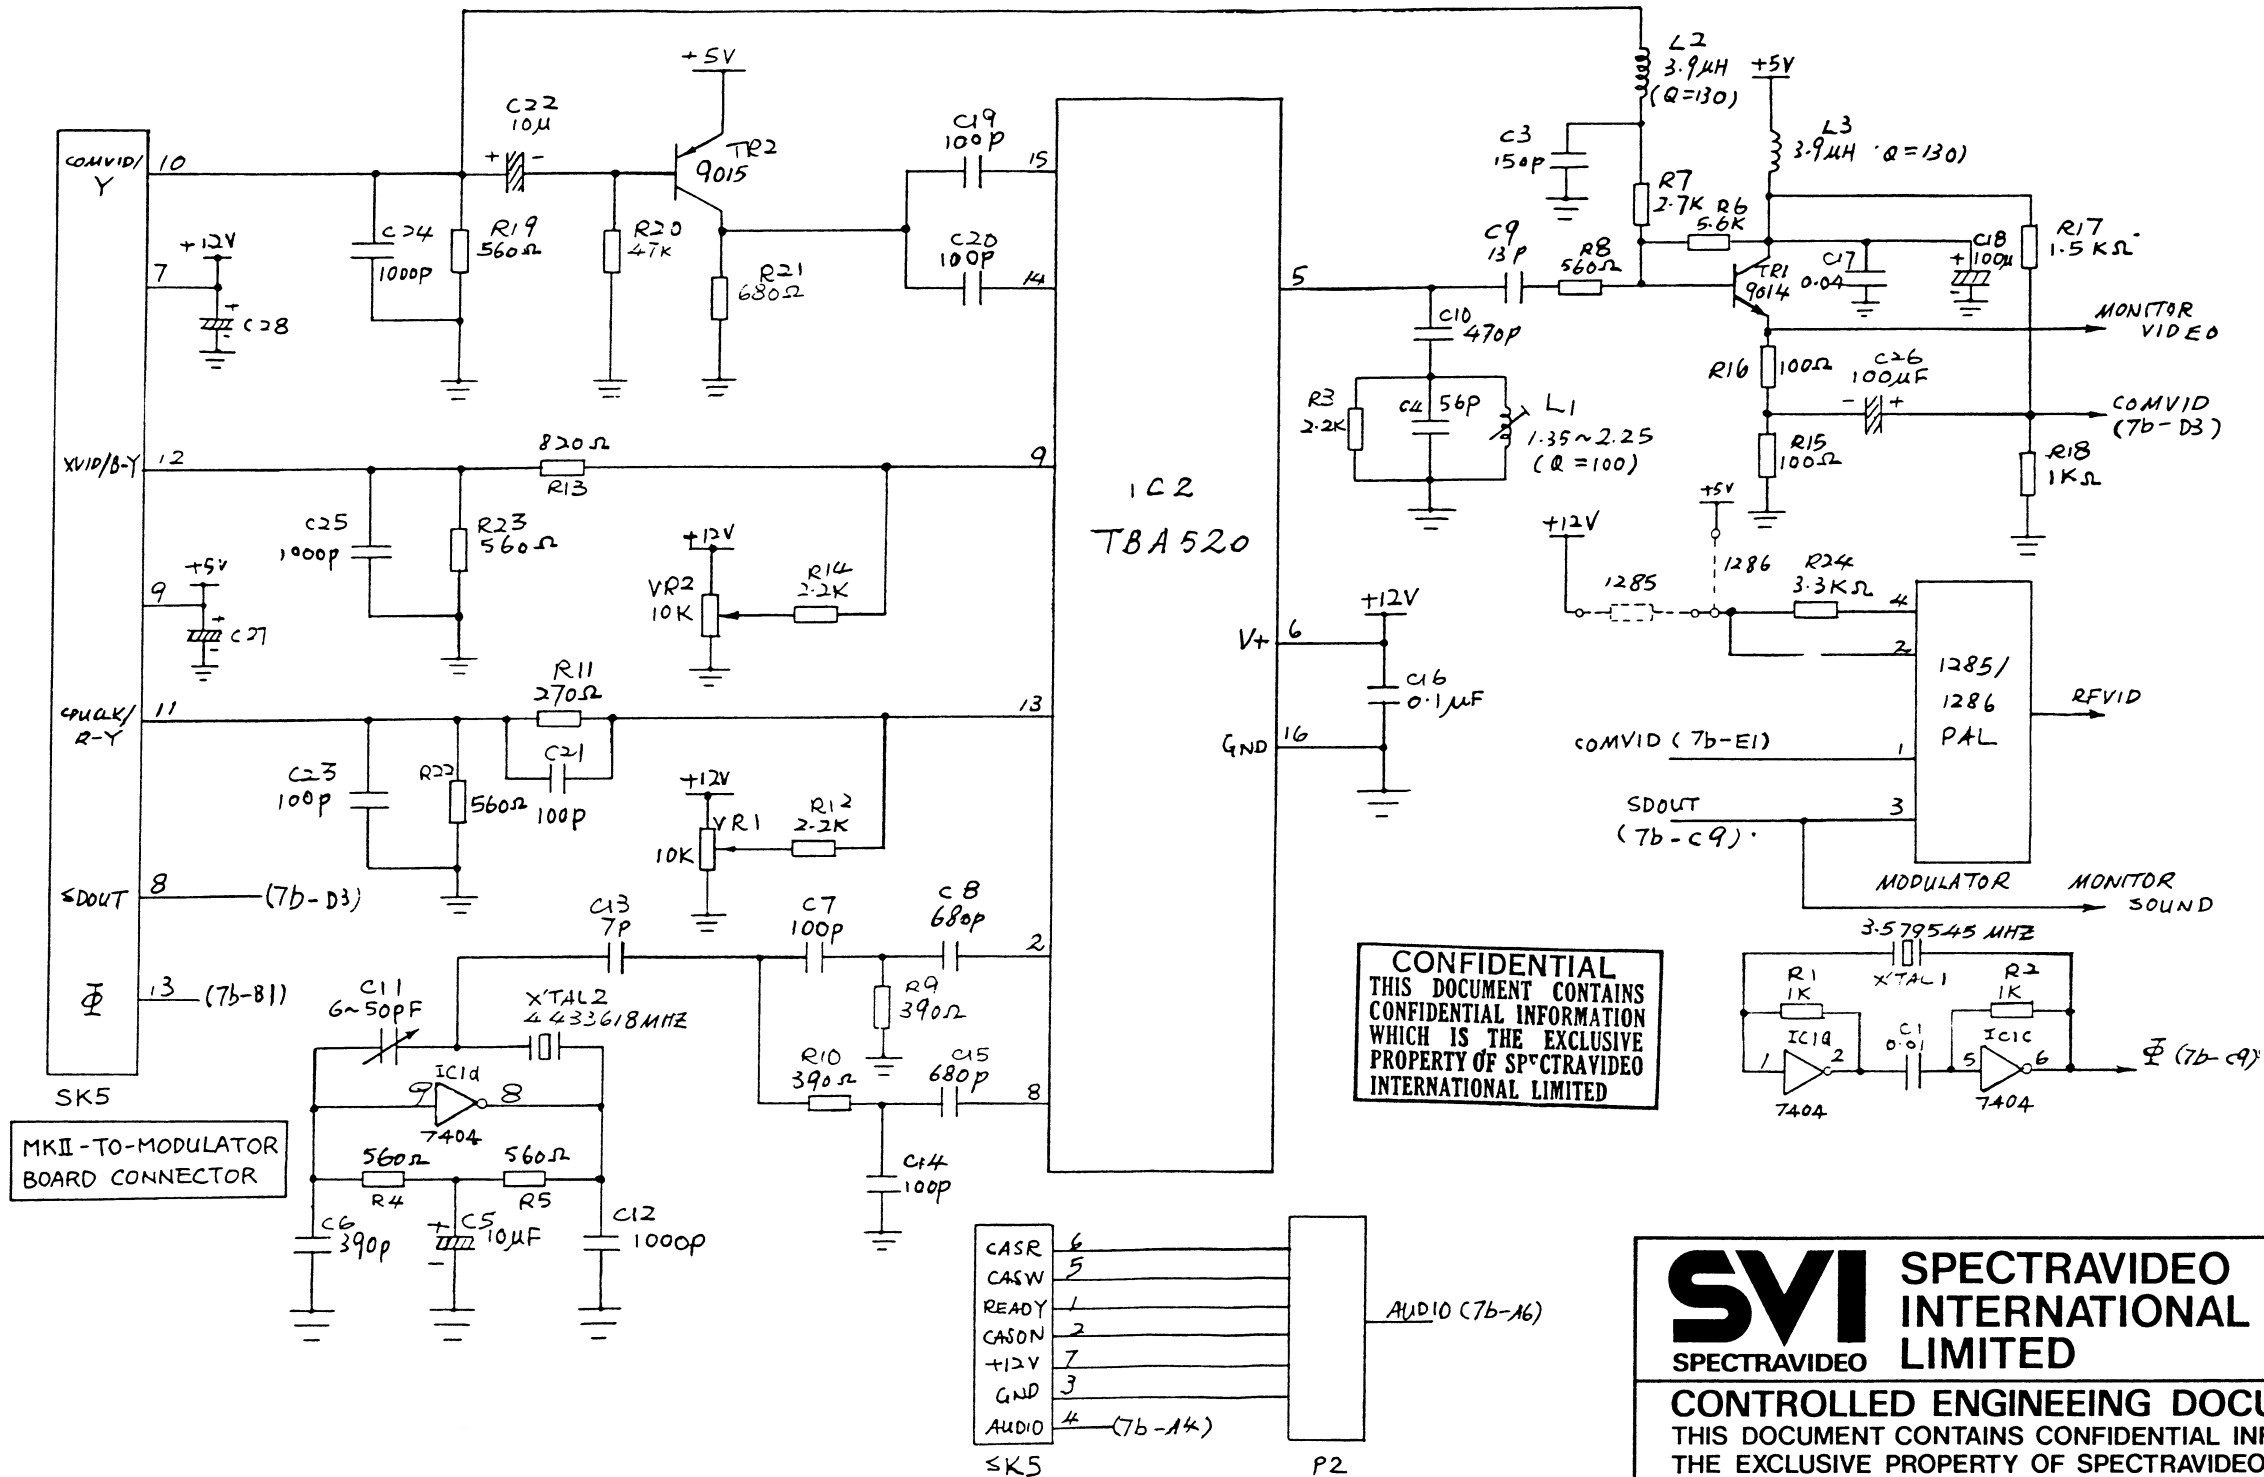 COMVID/
Y
10
+12V
7
C28
C24
1000p
R19
560Ω
C22
10μ
+
-
R20
47K
+5V
TR2
9015
R21
680Ω
C19
100p
15
C20
100p
14
XVID/B-Y
12
820Ω
R13
9
C25
1000p
R23
560Ω
+12V
VR2
10K
R14
2.2K
9
+5V
C27
CPUCLK/
R-Y
11
R11
270Ω
C21
100p
13
C23
100p
R22
560Ω
+12V
VR1
10K
R12
2.2K
SDOUT
8
(7b-D3)
Φ
13
(7b-B1)
SK5
MKII-TO-MODULATOR
BOARD CONNECTOR
C13
7p
C7
100p
C8
680p
2
R9
390Ω
R10
390Ω
C15
680p
8
C14
100p
C11
6~50pF
X'TAL2
4.433618MHZ
IC1d
9
8
7404
560Ω
R4
560Ω
R5
C6
390p
C5
10μF
C12
1000p
IC2
TBA520
5
V+
6
GND
16
+12V
C16
0.1μF
L2
3.9μH
(Q=130)
+5V
L3
3.9μH Q=130)
C3
150p
R7
2.7K
R6
5.6K
C9
13p
R8
560Ω
TR1
9014
C17
0.04
C18
100μ
R17
1.5KΩ
MONITOR
VIDEO
C10
470p
R16
100Ω
C26
100μF
-
+
COMVID
(7b-D3)
R3
2.2K
C4
56p
L1
1.35~2.25
(Q=100)
R15
100Ω
R18
1KΩ
+12V
1285
+5V
1286
R24
3.3KΩ
4
2
1285/
1286
PAL
RFVID
COMVID (7b-E1)
1
SDOUT
(7b-C9)
3
MODULATOR
MONITOR
SOUND
CONFIDENTIAL
THIS DOCUMENT CONTAINS
CONFIDENTIAL INFORMATION
WHICH IS THE EXCLUSIVE
PROPERTY OF SPECTRAVIDEO
INTERNATIONAL LIMITED
3.579545 MHZ
X'TAL1
R1
1K
R2
1K
IC1a
1
2
7404
C1
0.01
IC1C
5
6
7404
Φ (7b-C9)
CASR 6
CASW 5
READY 1
CASON 2
+12V 7
GND 3
AUDIO 4
(7b-A4)
SK5
P2
AUDIO (7b-A6)
SVI
SPECTRAVIDEO
SPECTRAVIDEO
INTERNATIONAL
LIMITED
CONTROLLED ENGINEEING DOCU
THIS DOCUMENT CONTAINS CONFIDENTIAL INF
THE EXCLUSIVE PROPERTY OF SPECTRAVIDEO